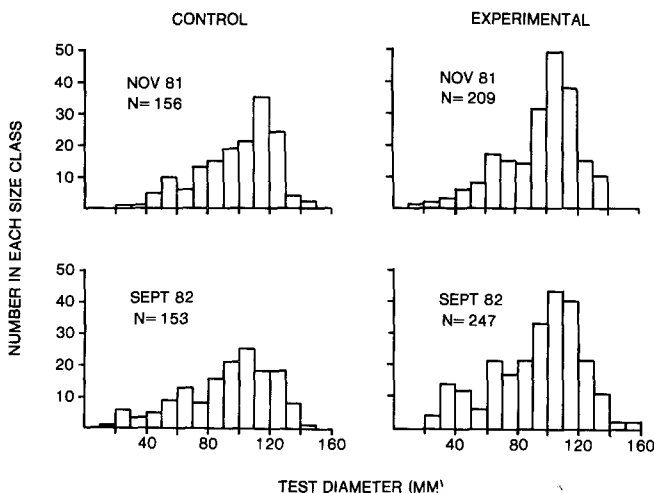 CONTROL
EXPERIMENTAL
NUMBER IN EACH SIZE CLASS
50
40
30
20
10
NOV 81
N= 156
NOV 81
N= 209
50
40
30
20
10
SEPT 82
N= 153
SEPT 82
N= 247
40 80 120 160
40 80 120 160
TEST DIAMETER (MM)